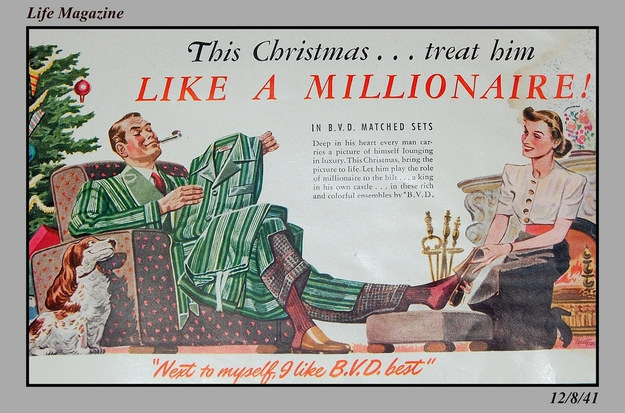 Life Magazine
This Christmas . . . treat him
LIKE A MILLIONAIRE!
IN B.V.D. MATCHED SETS
Deep in his heart every man car-
ries a picture of himself lounging
in luxury. This Christmas, bring the
picture to life. Let him play the role
of millionaire to the hilt . . . a king
in his own castle . . . in these rich
and colorful ensembles by "B.V.D.
"Next to myself, I like B.V.D. best"
12/8/41